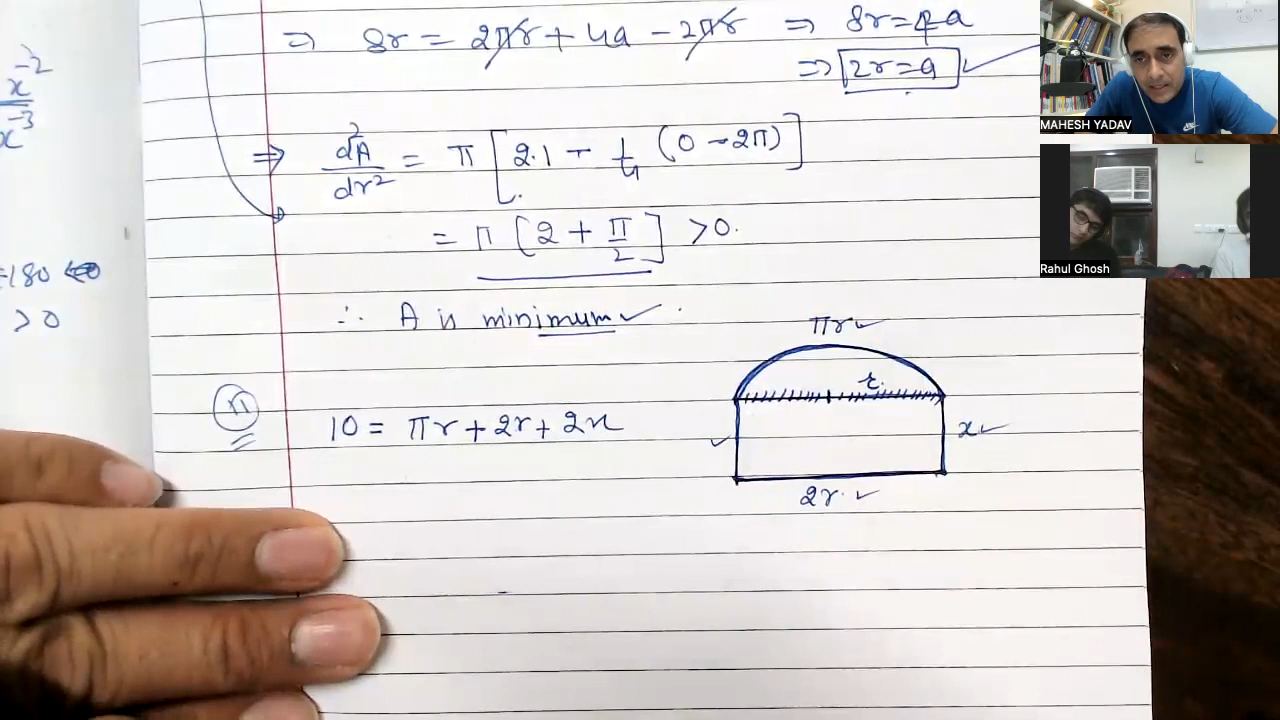 ⇒ 8r = 2πr + 4a − 2πr ⇒ 8r = 4a
⇒ 2r = a ✓
x⁻²
x⁻³
⇒ d²A/dr² = π [2·1 − 1/4 (0 − 2π)]
= π [2 + π/2] > 0.
= 180
> 0
∴ A is minimum ✓
πr ✓
r
10 = πr + 2r + 2x
x ✓
2r ✓
MAHESH YADAV
Rahul Ghosh